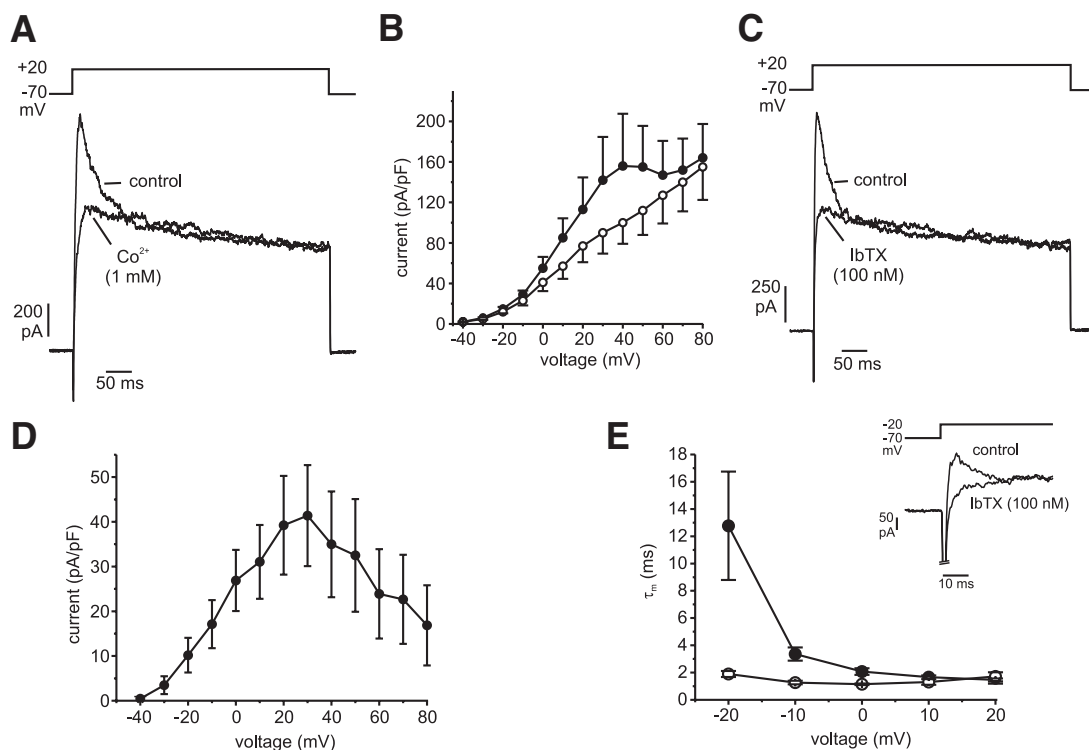 A
+20
-70
mV
control
Co²⁺
(1 mM)
200
pA
50 ms
B
200
160
120
80
40
0
current (pA/pF)
-40 -20 0 20 40 60 80
voltage (mV)
C
+20
-70
mV
control
IbTX
(100 nM)
250
pA
50 ms
D
50
40
30
20
10
0
current (pA/pF)
-40 -20 0 20 40 60 80
voltage (mV)
E
18
16
14
12
10
8
6
4
2
0
τm (ms)
-20 -10 0 10 20
voltage (mV)
-20
-70
mV
control
IbTX (100 nM)
50
pA
10 ms